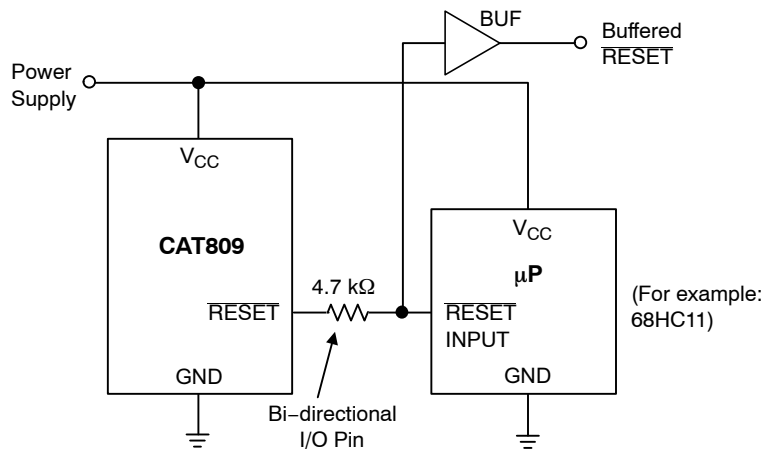 BUF
Buffered
RESET
Power
Supply
VCC
CAT809
RESET
GND
4.7 kΩ
Bi−directional
I/O Pin
VCC
μP
RESET
INPUT
GND
(For example:
68HC11)